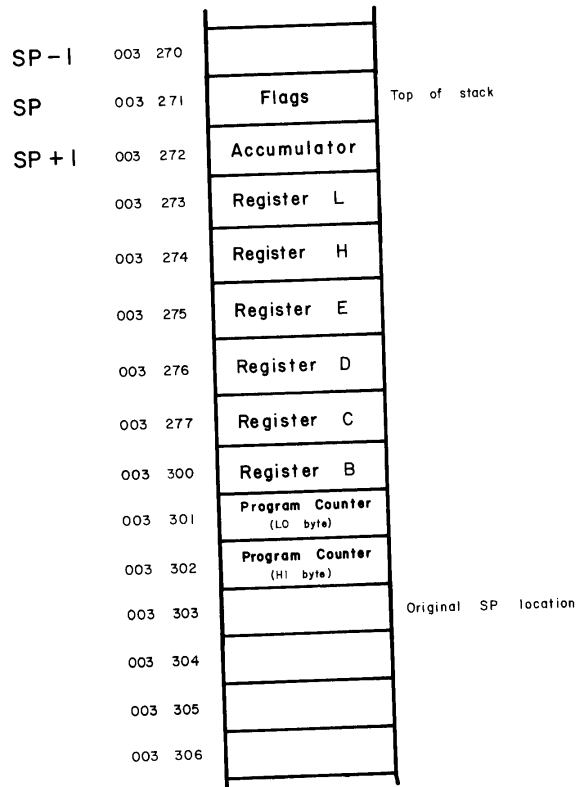 SP-1 003 270
SP 003 271 Flags Top of stack
SP+1 003 272 Accumulator
003 273 Register L
003 274 Register H
003 275 Register E
003 276 Register D
003 277 Register C
003 300 Register B
003 301 Program Counter
(LO byte)
003 302 Program Counter
(HI byte)
003 303 Original SP location
003 304
003 305
003 306